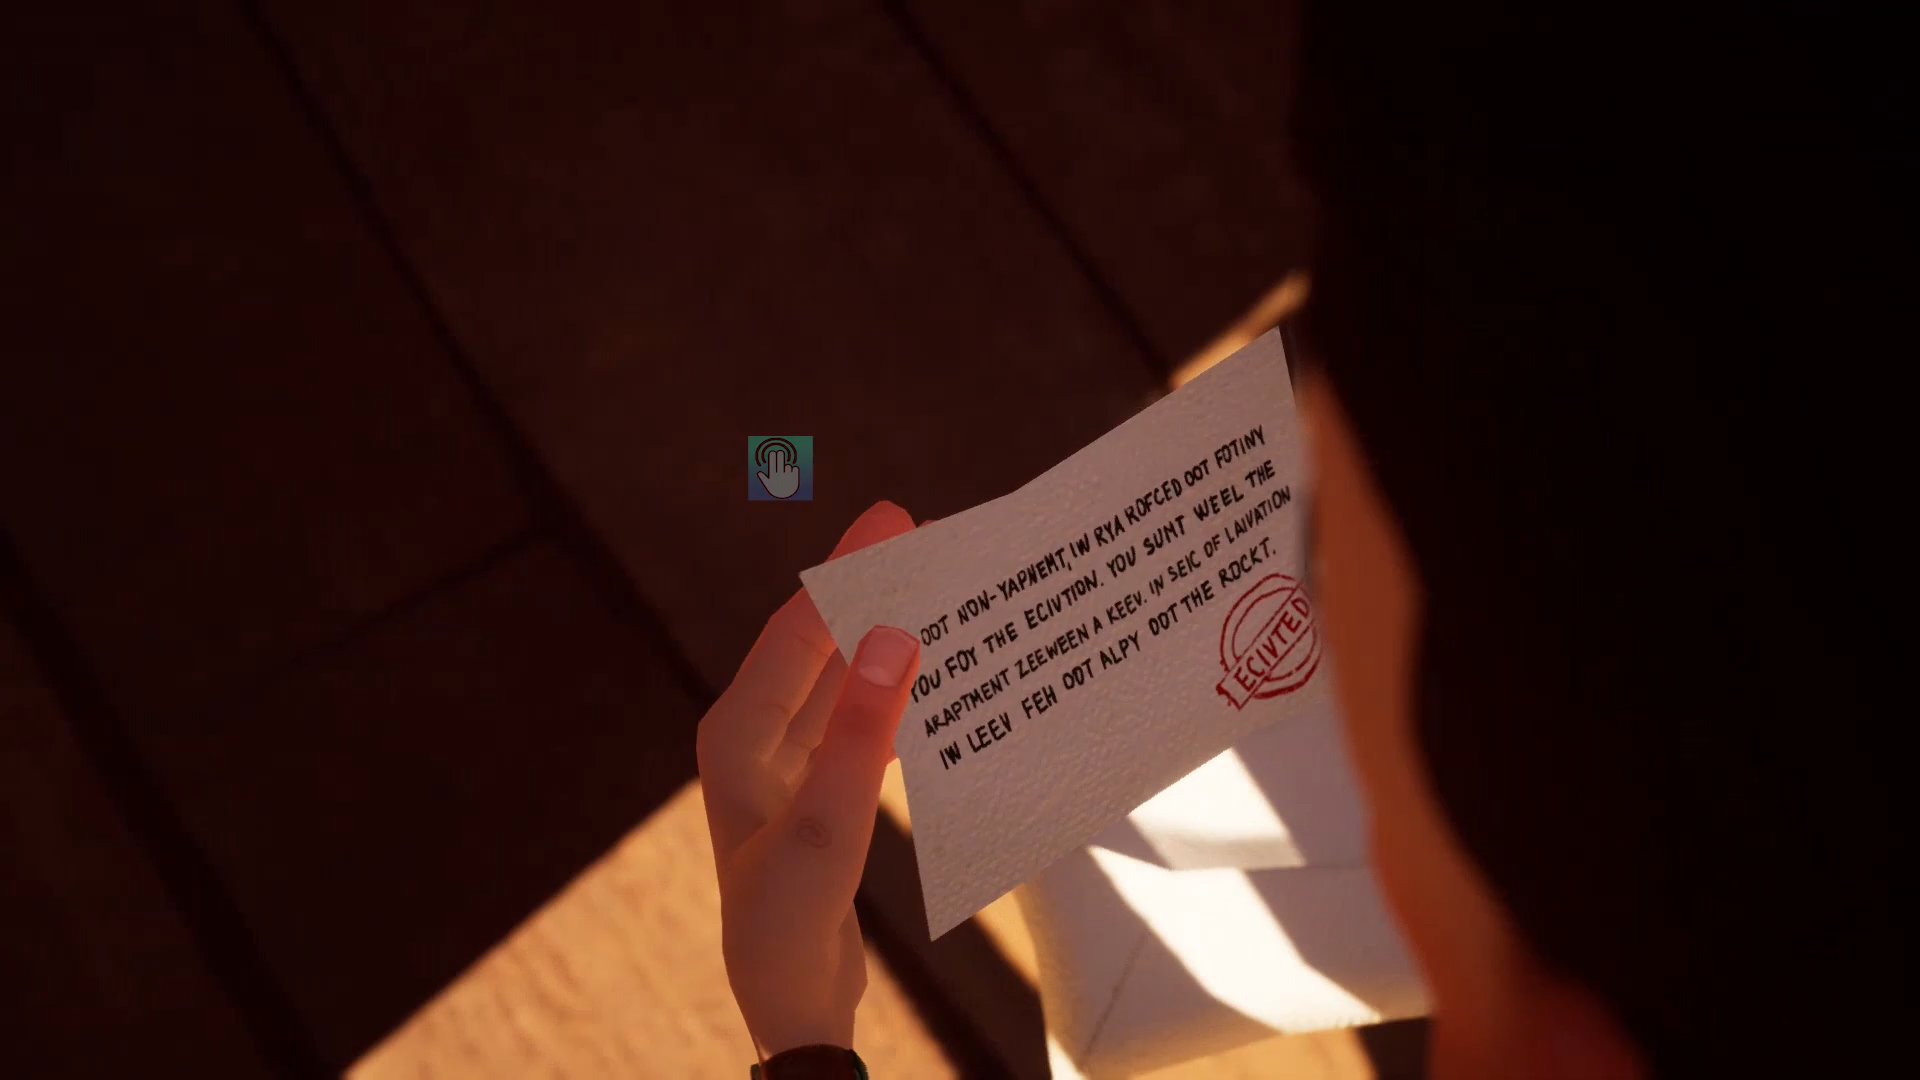 OOT NON-YAPNEMT, IW RYA ROFCED OOT FOTINY
YOU FOY THE ECIVTION. YOU SUMT WEEL THE
ARAPTMENT ZEEWEEN A KEEV. IN SEIC OF LAIVATION
IW LEEV FEH OOT ALPY OOT THE ROCKT.
ECIVTED